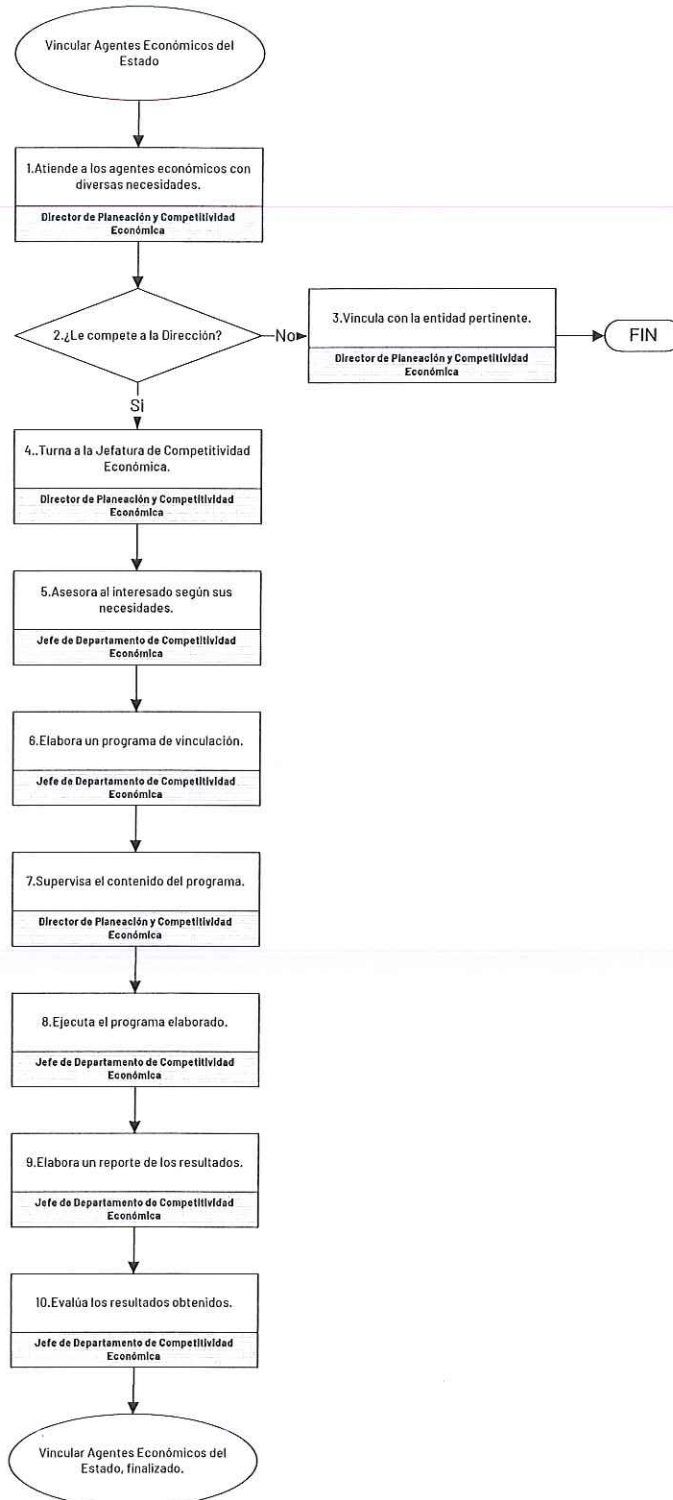 Vincular Agentes Económicos del
Estado
1.Atiende a los agentes económicos con
diversas necesidades.
Director de Planeación y Competitividad
Económica
2.¿Le compete a la Dirección?
No
3.Vincula con la entidad pertinente.
Director de Planeación y Competitividad
Económica
FIN
Si
4..Turna a la Jefatura de Competitividad
Económica.
Director de Planeación y Competitividad
Económica
5.Asesora al interesado según sus
necesidades.
Jefe de Departamento de Competitividad
Económica
6.Elabora un programa de vinculación.
Jefe de Departamento de Competitividad
Económica
7.Supervisa el contenido del programa.
Director de Planeación y Competitividad
Económica
8.Ejecuta el programa elaborado.
Jefe de Departamento de Competitividad
Económica
9.Elabora un reporte de los resultados.
Jefe de Departamento de Competitividad
Económica
10.Evalúa los resultados obtenidos.
Jefe de Departamento de Competitividad
Económica
Vincular Agentes Económicos del
Estado, finalizado.